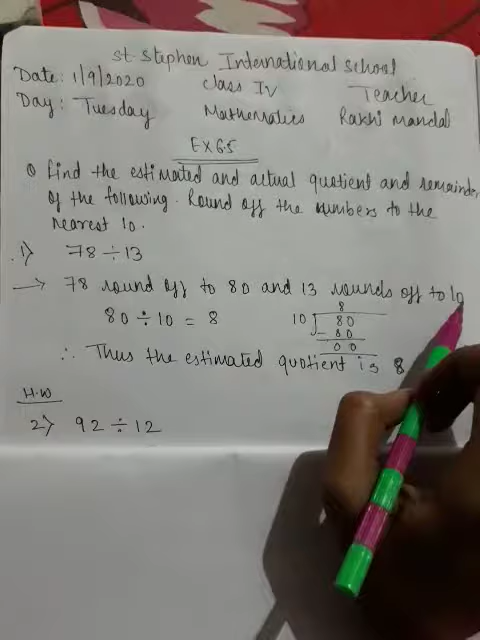 St. Stephen International School
Date: 1/9/2020 Class IV Teacher
Day: Tuesday Mathematics Rakhi Mandal
EX 6.5
Q Find the estimated and actual quotient and remainder
of the following. Round off the numbers to the
nearest 10.
1) 78 ÷ 13
→ 78 round off to 80 and 13 rounds off to 10
80 ÷ 10 = 8
8
10 80
- 80
00
∴ Thus the estimated quotient is 8
H.W
2) 92 ÷ 12